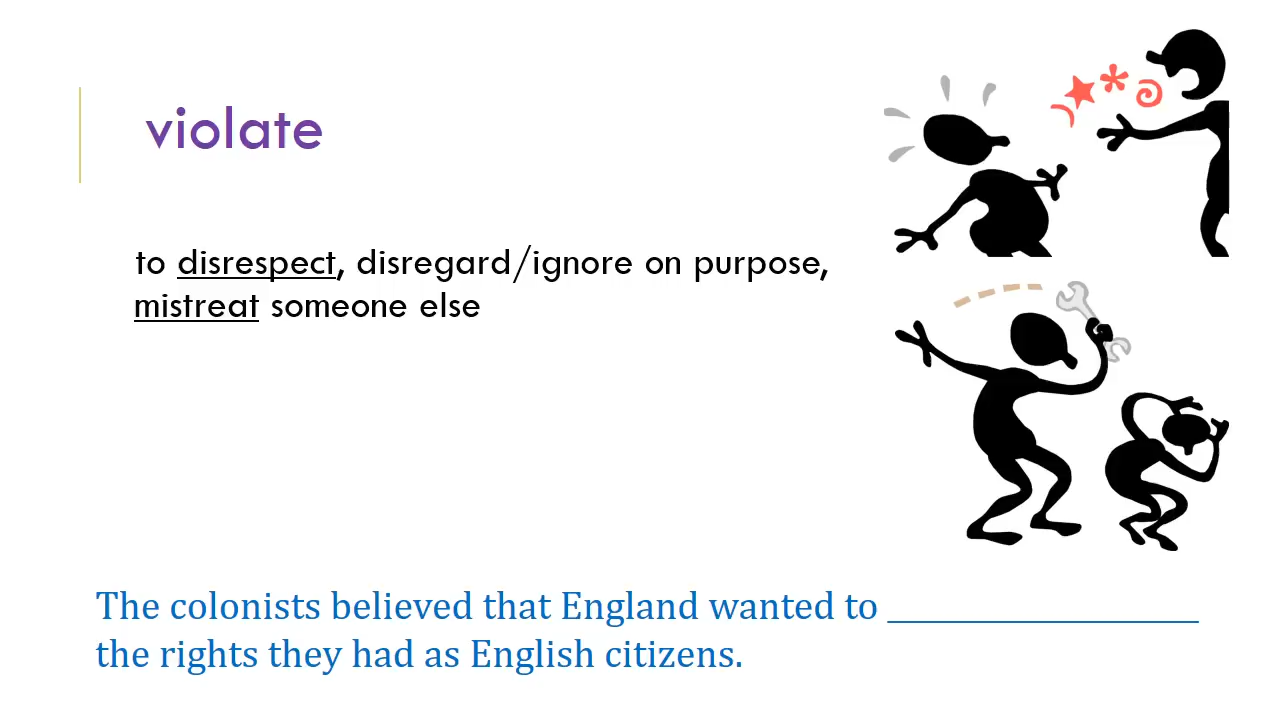 violate
to disrespect, disregard/ignore on purpose,
mistreat someone else
The colonists believed that England wanted to ________________
the rights they had as English citizens.